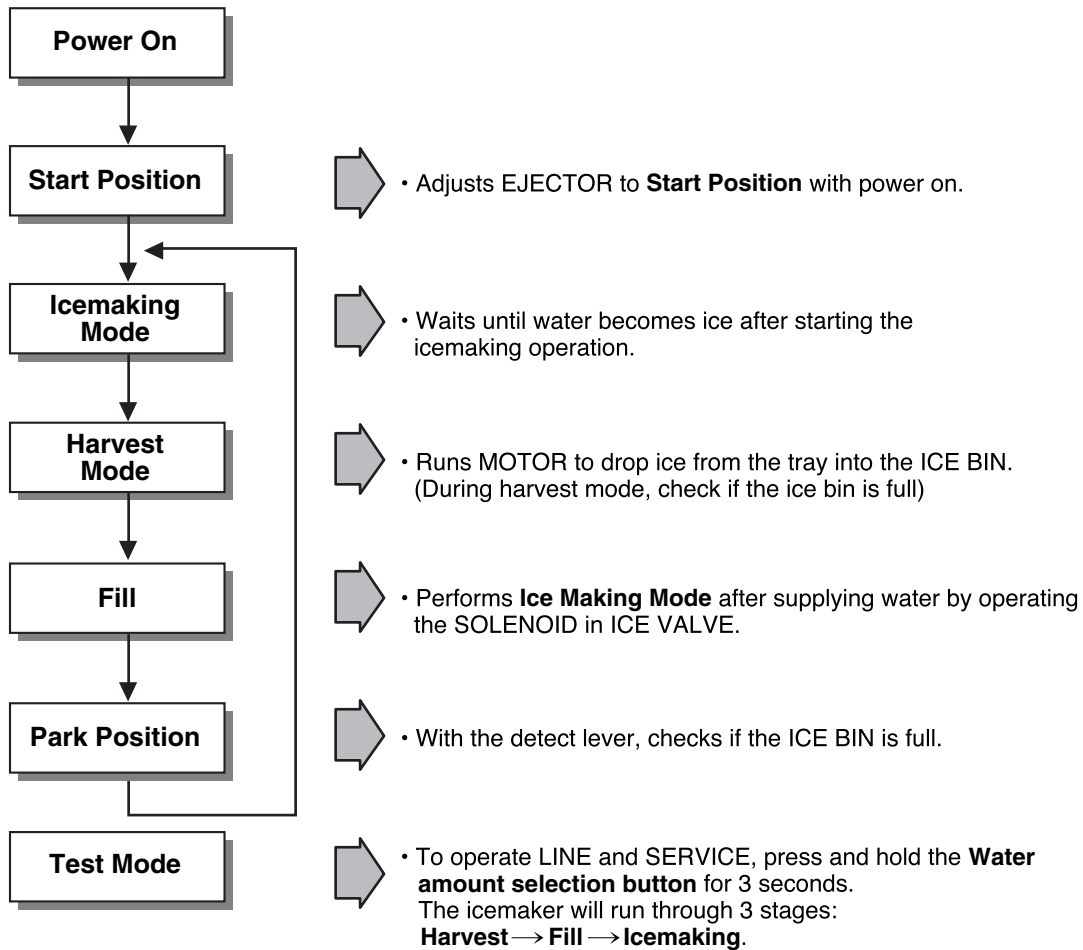 Power On
Start Position
• Adjusts EJECTOR to Start Position with power on.
Icemaking
Mode
• Waits until water becomes ice after starting the
icemaking operation.
Harvest
Mode
• Runs MOTOR to drop ice from the tray into the ICE BIN.
(During harvest mode, check if the ice bin is full)
Fill
• Performs Ice Making Mode after supplying water by operating
the SOLENOID in ICE VALVE.
Park Position
• With the detect lever, checks if the ICE BIN is full.
Test Mode
• To operate LINE and SERVICE, press and hold the Water
amount selection button for 3 seconds.
The icemaker will run through 3 stages:
Harvest → Fill → Icemaking.